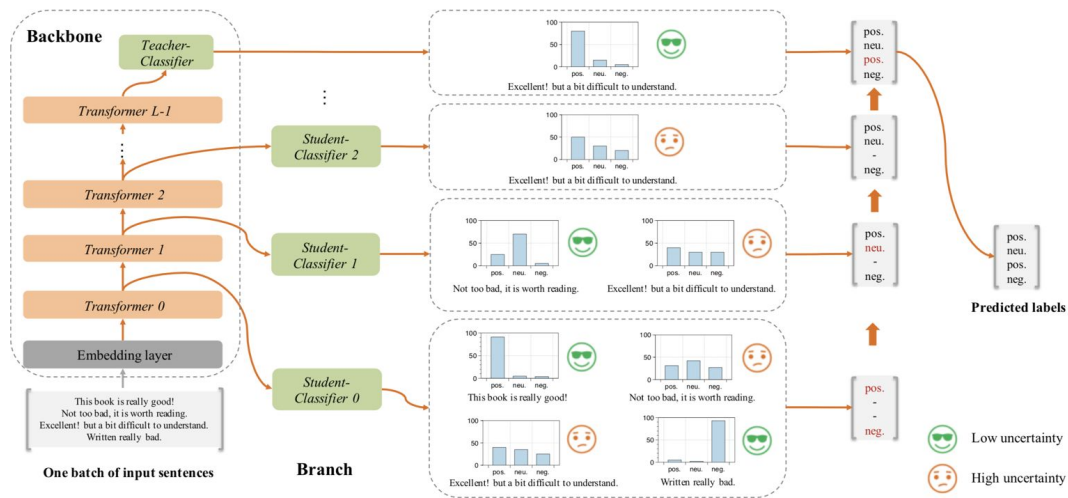 Backbone
Teacher-
Classifier
Transformer L-1
...
Transformer 2
Transformer 1
Transformer 0
Embedding layer
This book is really good!
Not too bad, it is worth reading.
Excellent! but a bit difficult to understand.
Written really bad.
One batch of input sentences
...
Student-
Classifier 2
Student-
Classifier 1
Student-
Classifier 0
Branch
100
50
0
pos. neu. neg.
Excellent! but a bit difficult to understand.
100
50
0
pos. neu. neg.
Excellent! but a bit difficult to understand.
100
50
0
pos. neu. neg.
Not too bad, it is worth reading.
100
50
0
pos. neu. neg.
Excellent! but a bit difficult to understand.
100
50
0
pos. neu. neg.
This book is really good!
100
50
0
pos. neu. neg.
Not too bad, it is worth reading.
100
50
0
pos. neu. neg.
Excellent! but a bit difficult to understand.
100
50
0
pos. neu. neg.
Written really bad.
pos.
neu.
pos.
neg.
pos.
neu.
-
neg.
pos.
neu.
-
neg.
pos.
-
-
neg.
pos.
neu.
pos.
neg.
Predicted labels
Low uncertainty
High uncertainty